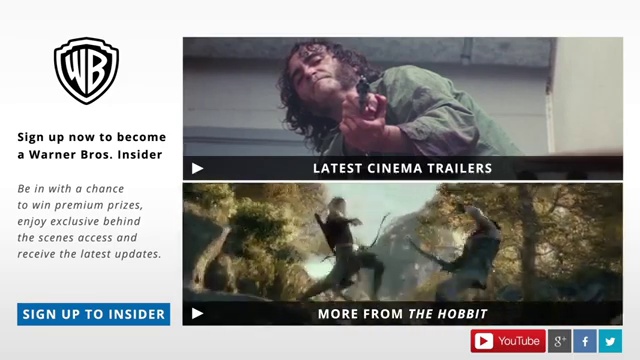 WB
Sign up now to become
a Warner Bros. Insider
Be in with a chance
to win premium prizes,
enjoy exclusive behind
the scenes access and
receive the latest updates.
SIGN UP TO INSIDER
LATEST CINEMA TRAILERS
MORE FROM THE HOBBIT
YouTube
g+
f